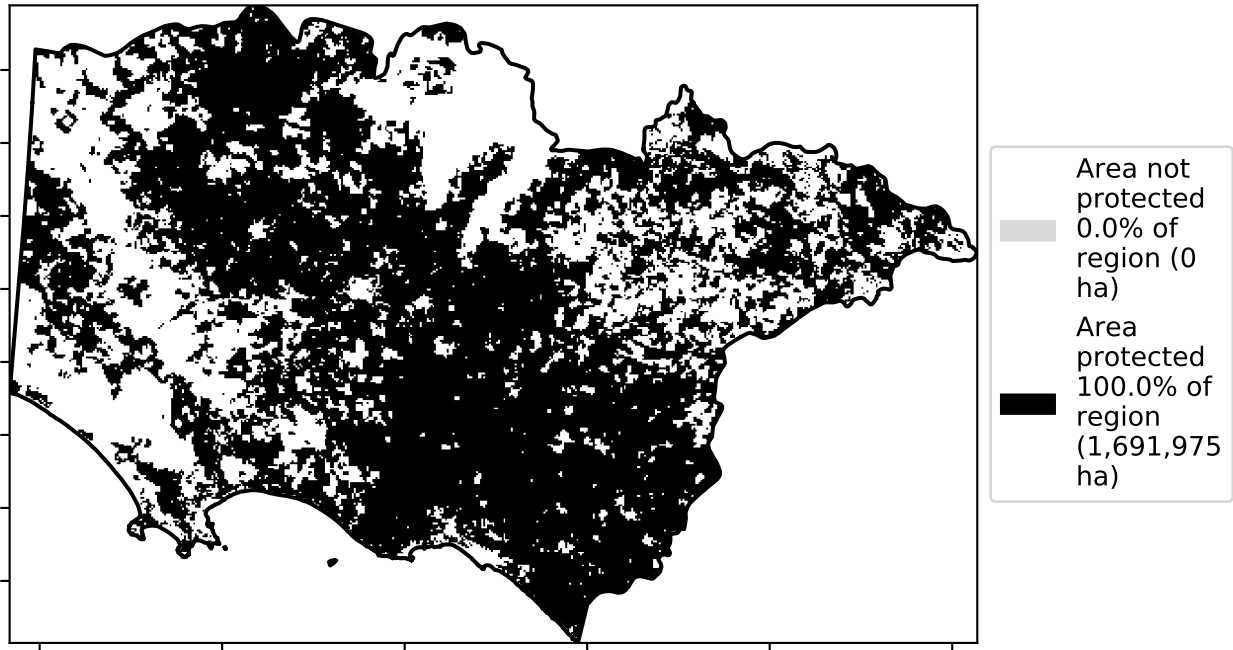 Area not
protected
0.0% of
region (0
ha)
Area
protected
100.0% of
region
(1,691,975
ha)